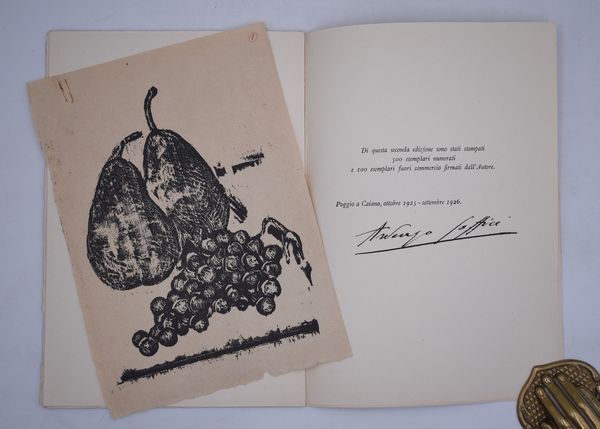 1
Di questa seconda edizione sono stati stampati
500 esemplari numerati
e 100 esemplari fuori commercio firmati dall'Autore.
Poggio a Caiano, ottobre 1925 - settembre 1926.
Ardengo Soffici